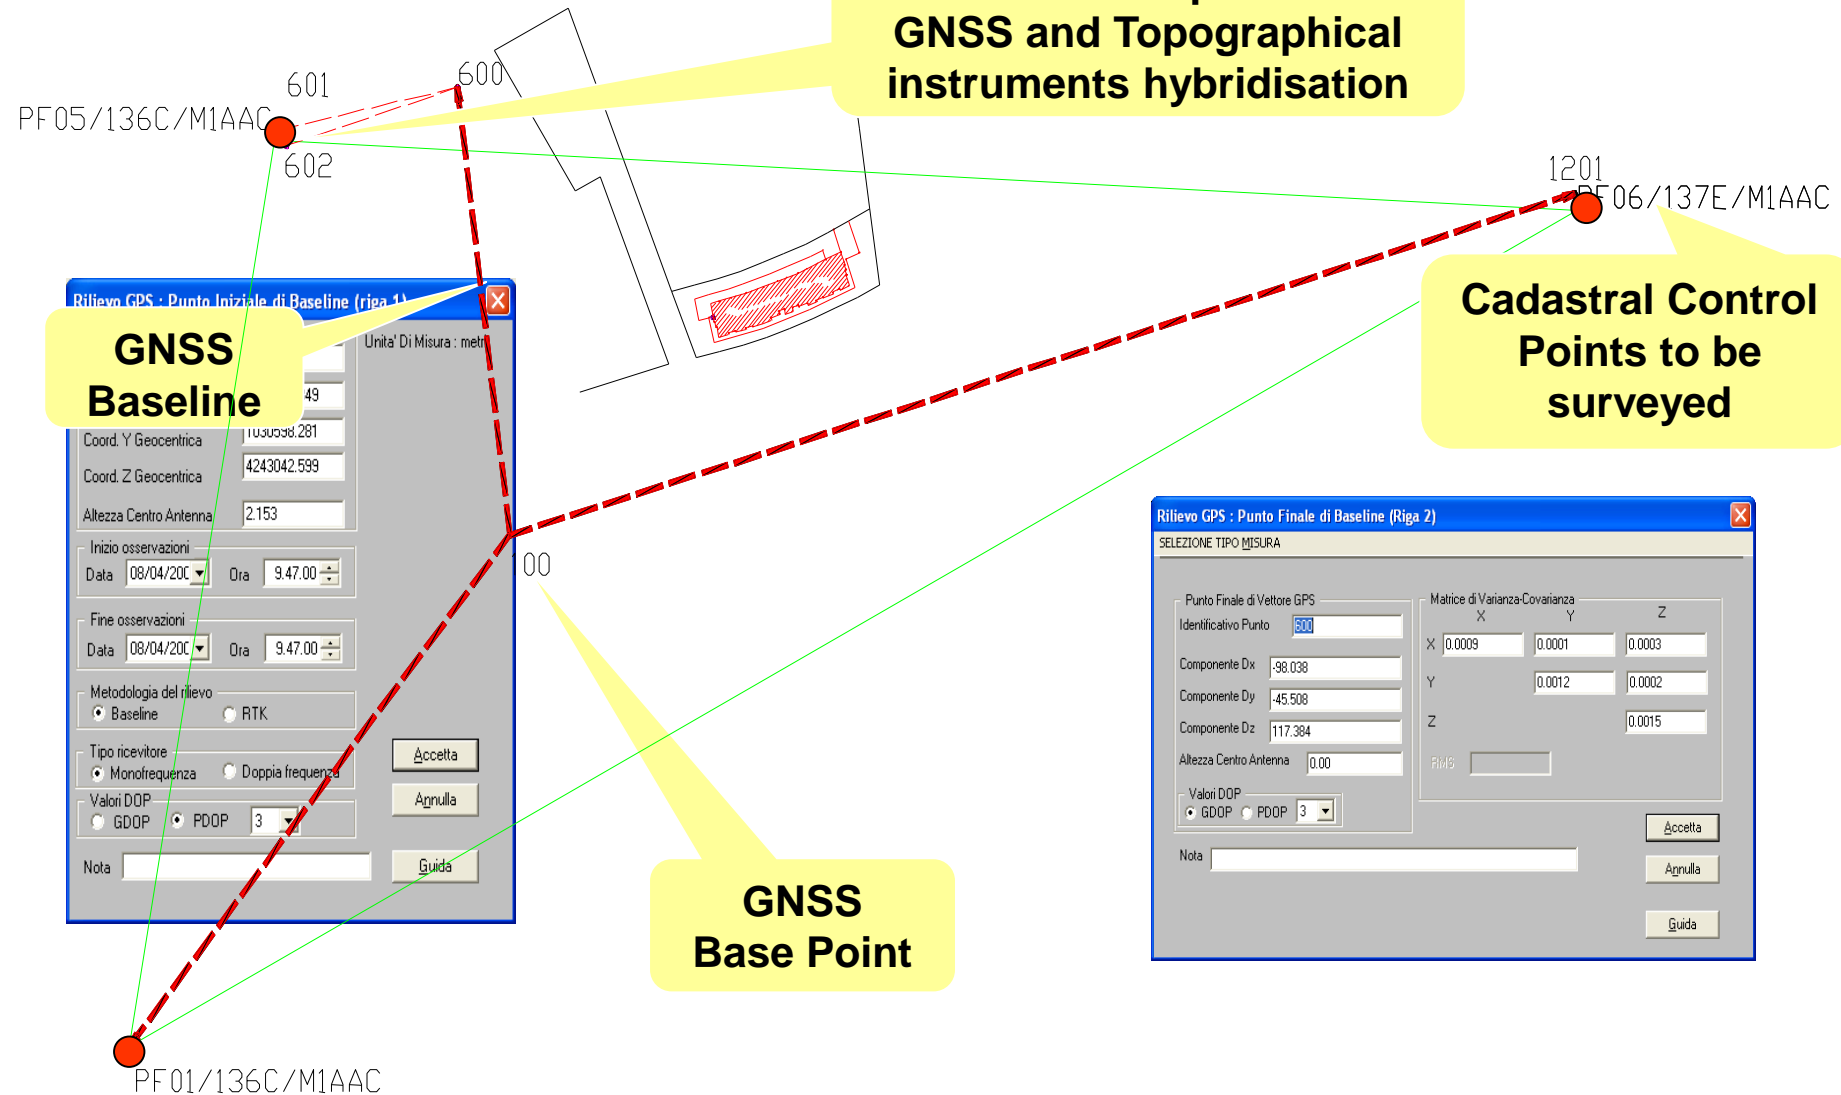 GNSS and Topographical
instruments hybridisation
601
600
PF05/136C/M1AAC
602
1201
PF06/137E/M1AAC
Cadastral Control
Points to be
surveyed
Rilievo GPS : Punto Iniziale di Baseline (riga 1)
GNSS
Baseline
Unita' Di Misura : metri
49
Coord. Y Geocentrica 1030598.281
Coord. Z Geocentrica 4243042.599
Altezza Centro Antenna 2.153
Inizio osservazioni
Data 08/04/200 Ora 9.47.00
Fine osservazioni
Data 08/04/200 Ora 9.47.00
Metodologia del rilievo
Baseline RTK
Tipo ricevitore
Monofrequenza Doppia frequenza
Valori DOP
GDOP PDOP 3
Nota
Accetta
Annulla
Guida
00
GNSS
Base Point
Rilievo GPS : Punto Finale di Baseline (Riga 2)
SELEZIONE TIPO MISURA
Punto Finale di Vettore GPS
Identificativo Punto 600
Componente Dx -98.038
Componente Dy -45.508
Componente Dz 117.384
Altezza Centro Antenna 0.00
Valori DOP
GDOP PDOP 3
Nota
Matrice di Varianza-Covarianza
X Y Z
X 0.0009 0.0001 0.0003
Y 0.0012 0.0002
Z 0.0015
RMS
Accetta
Annulla
Guida
PF01/136C/M1AAC